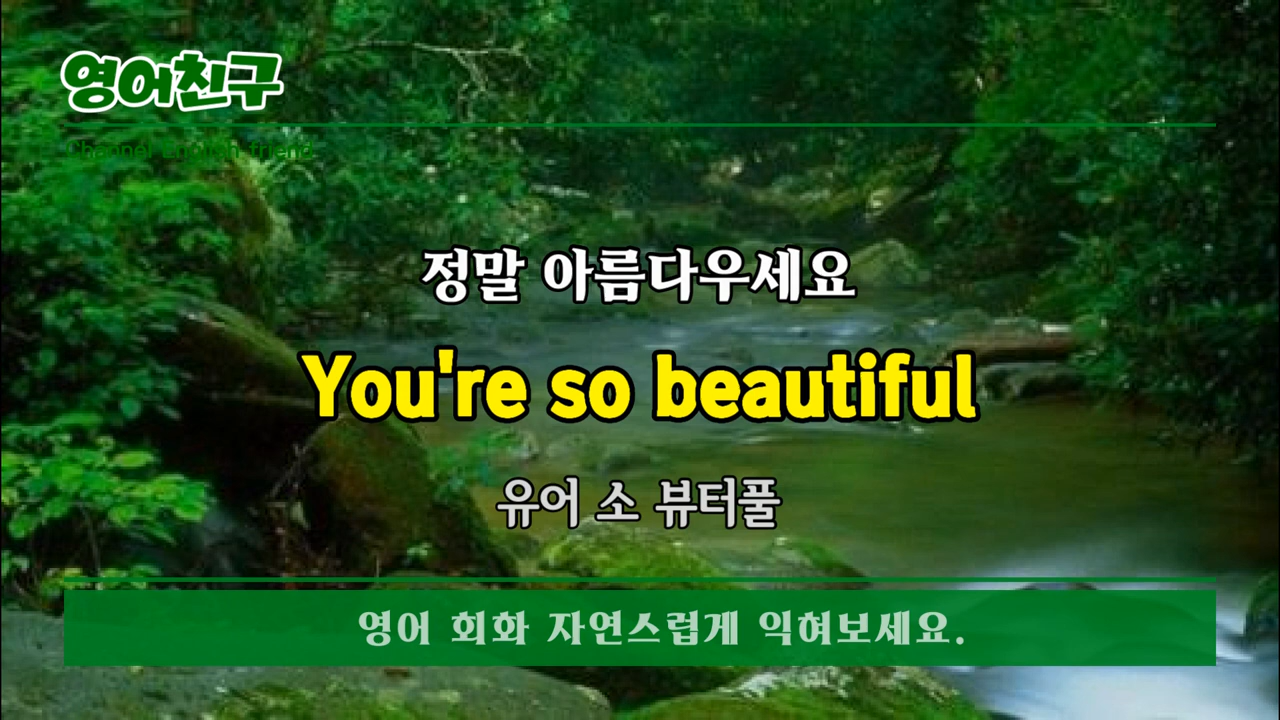 영어친구
Channel English friend
정말 아름다우세요
You're so beautiful
유어 소 뷰터풀
영어 회화 자연스럽게 익혀보세요.